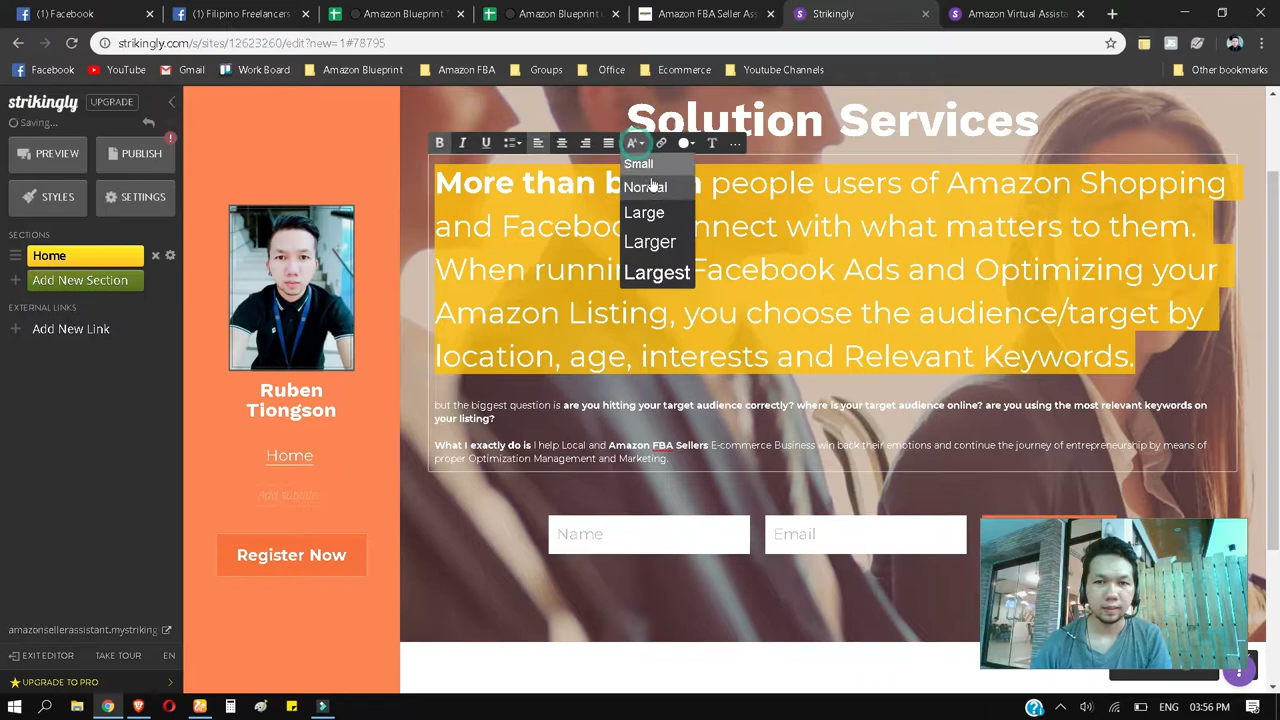 Facebook
Filipino Freelancers
Amazon Blueprint T
Amazon Blueprint
Amazon FBA Seller Ass
Strikingly
Amazon Virtual Assista
strikingly.com/s/sites/12623260/edit?new=1#78795
Facebook
YouTube
Gmail
Work Board
Amazon Blueprint
Amazon FBA
Groups
Office
Ecommerce
Youtube Channels
Other bookmarks
strikingly
UPGRADE
Saving...
PREVIEW
PUBLISH
STYLES
SETTINGS
SECTIONS
Home
Add New Section
EXTERNAL LINKS
Add New Link
amazonsellerassistant.mystriking
EXIT EDITOR
TAKE TOUR
EN
UPGRADE TO PRO
Ruben
Tiongson
Home
Add subtitle
Register Now
Solution Services
B I U
A
T
...
Small
Normal
Large
Larger
Largest
More than b n people users of Amazon Shopping
and Facebook nnect with what matters to them.
When runnin Facebook Ads and Optimizing your
Amazon Listing, you choose the audience/target by
location, age, interests and Relevant Keywords.
but the biggest question is are you hitting your target audience correctly? where is your target audience online? are you using the most relevant keywords on
your listing?
What I exactly do is I help Local and Amazon FBA Sellers E-commerce Business win back their emotions and continue the journey of entrepreneurship by means of
proper Optimization Management and Marketing.
Name
Email
ENG
03:56 PM